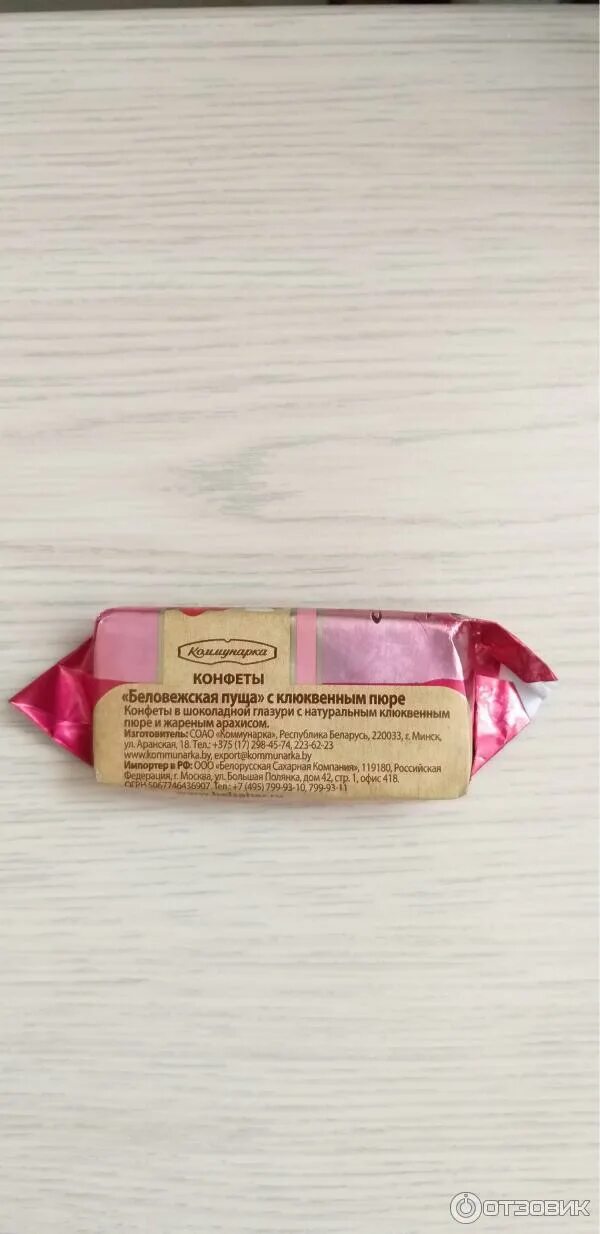 Коммунарка
КОНФЕТЫ
«Беловежская пуща» с клюквенным пюре
Конфеты в шоколадной глазури с натуральным клюквенным
пюре и жареным арахисом.
Изготовитель: СОАО «Коммунарка», Республика Беларусь, 220033, г. Минск,
ул. Аранская, 18. Тел.: +375 (17) 298-45-74, 223-62-23
www.kommunarka.by, export@kommunarka.by
Импортер в РФ: ООО «Белорусская Сахарная Компания», 119180, Российская
Федерация, г. Москва, ул. Большая Полянка, дом 42, стр. 1, офис 418.
ОГРН 5067746436907. Тел.: +7 (495) 799-93-10, 799-93-11
ОТЗОВИК